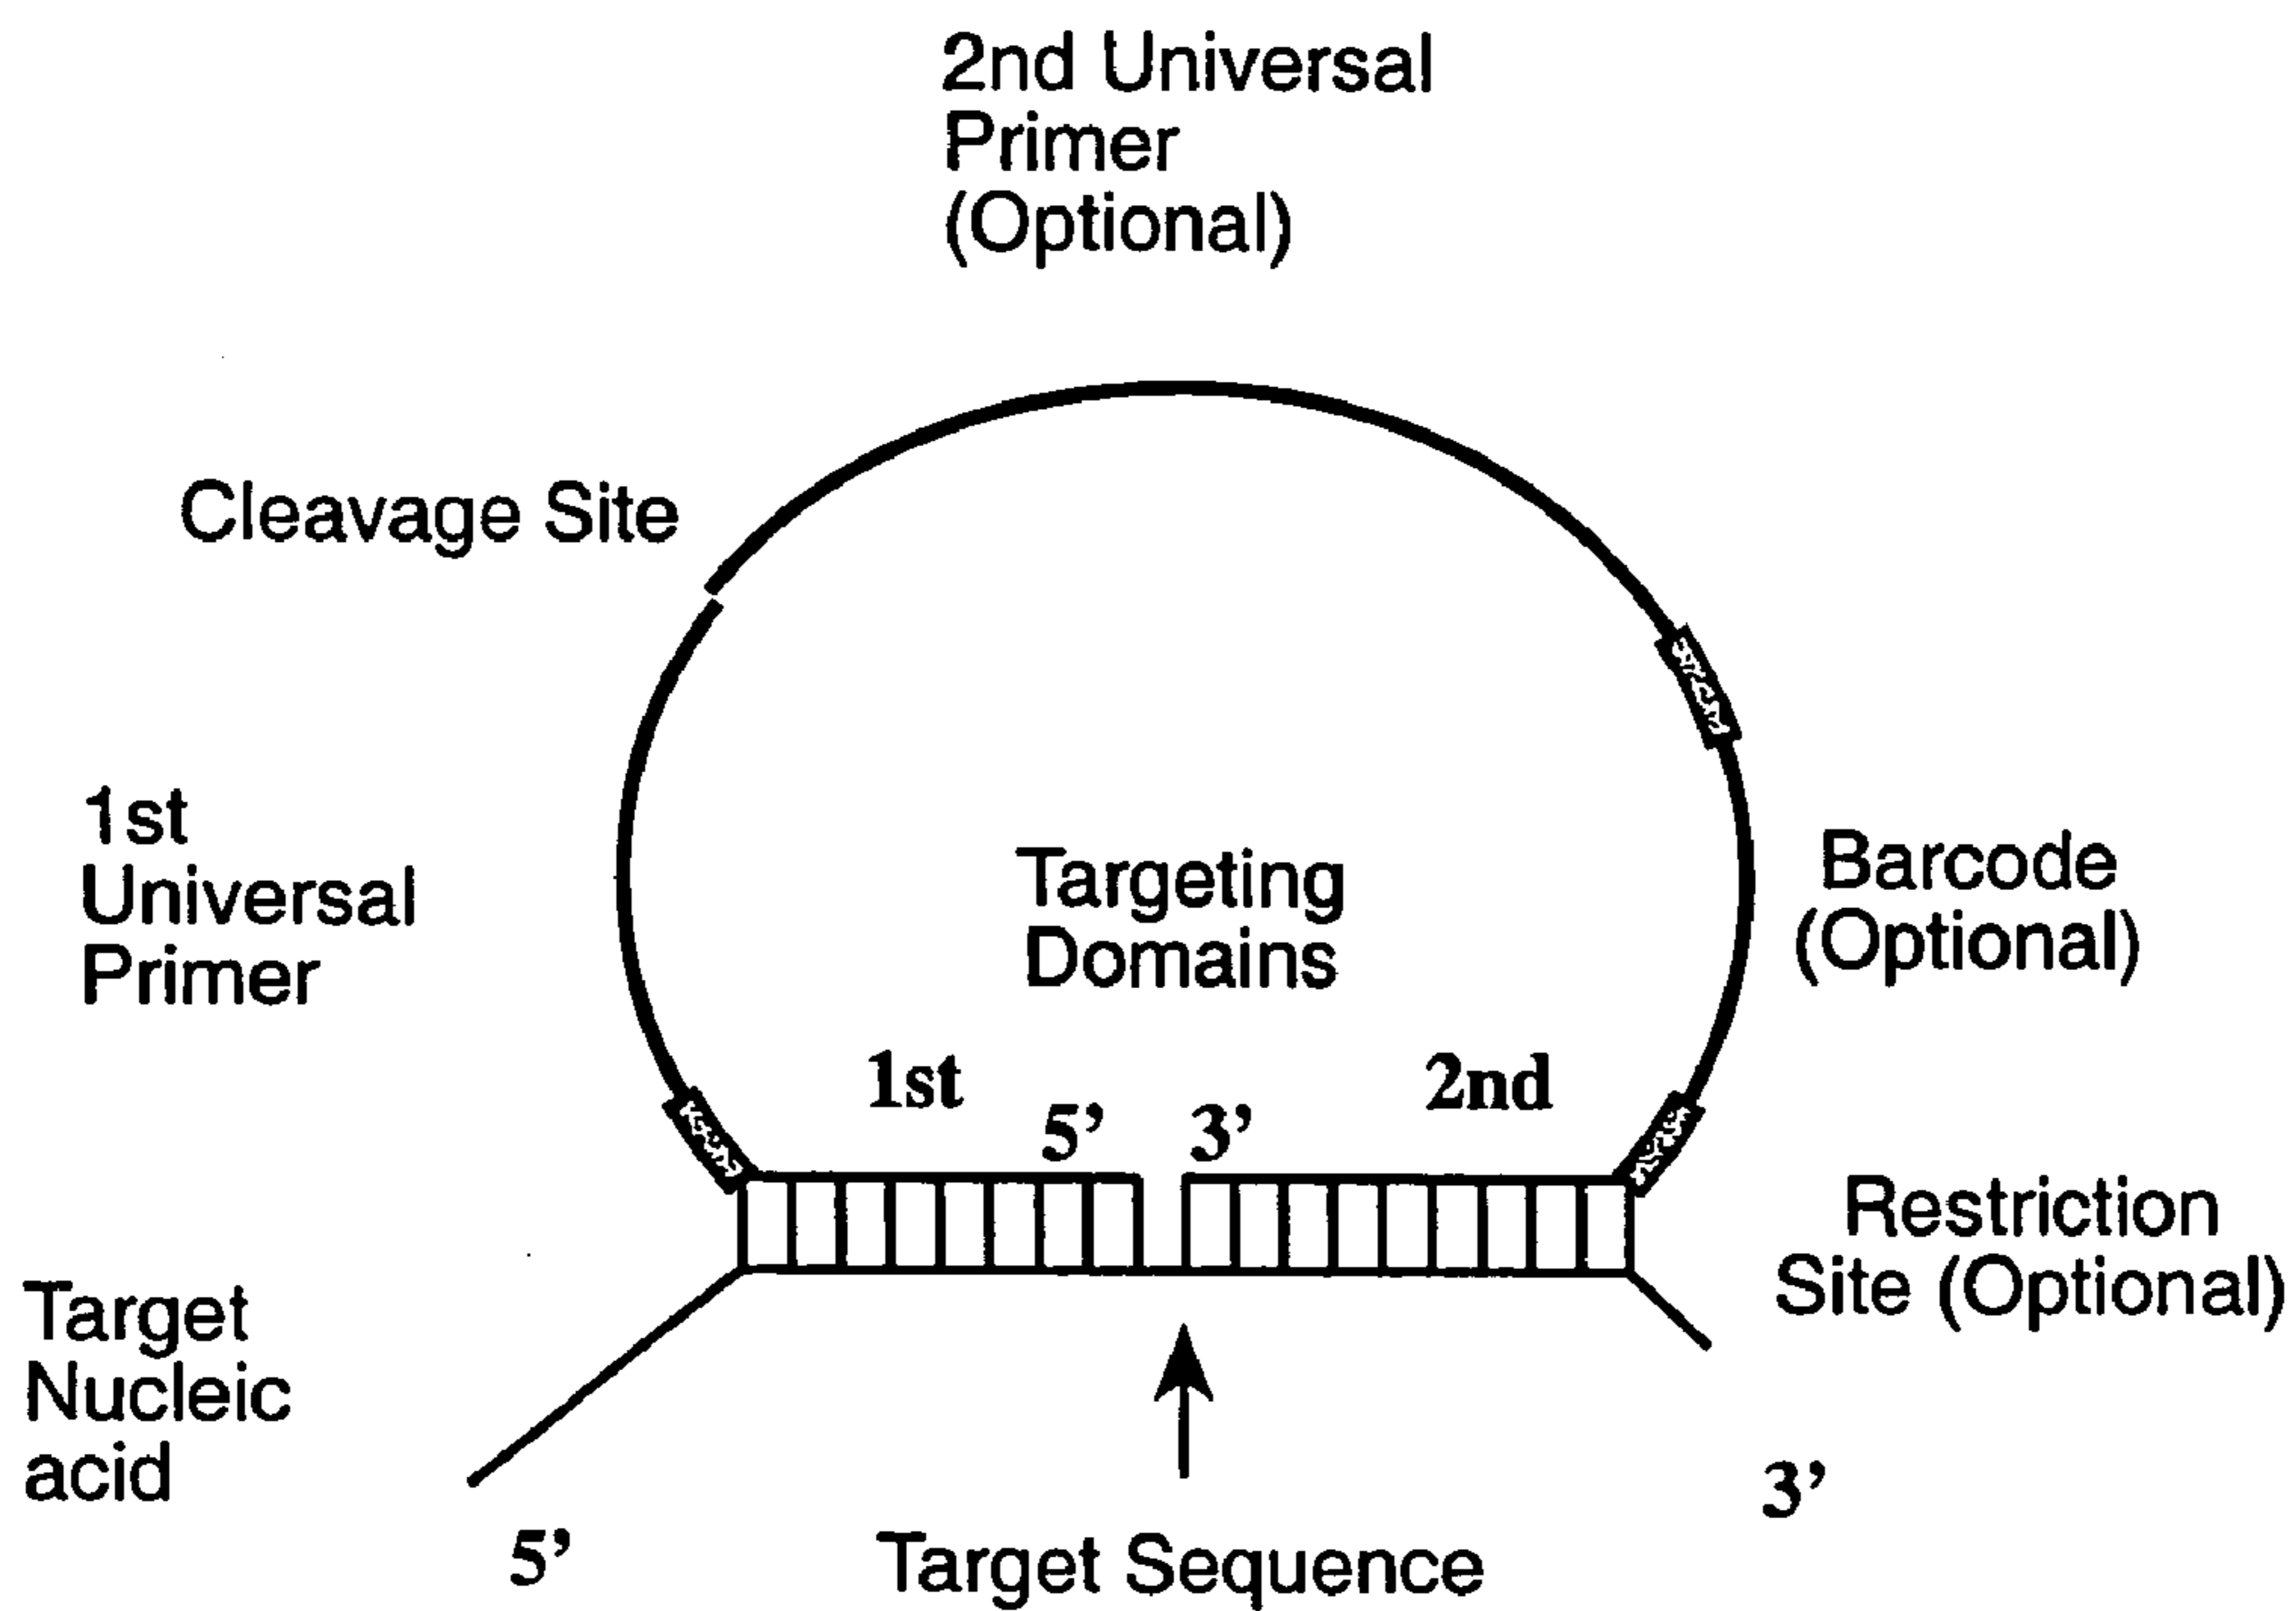 2nd Universal
Primer
(Optional)
Cleavage Site
1st
Universal
Primer
Targeting
Domains
Barcode
(Optional)
1st
2nd
5’
3’
Restriction
Site (Optional)
Target
Nucleic
acid
3’
5’
Target Sequence